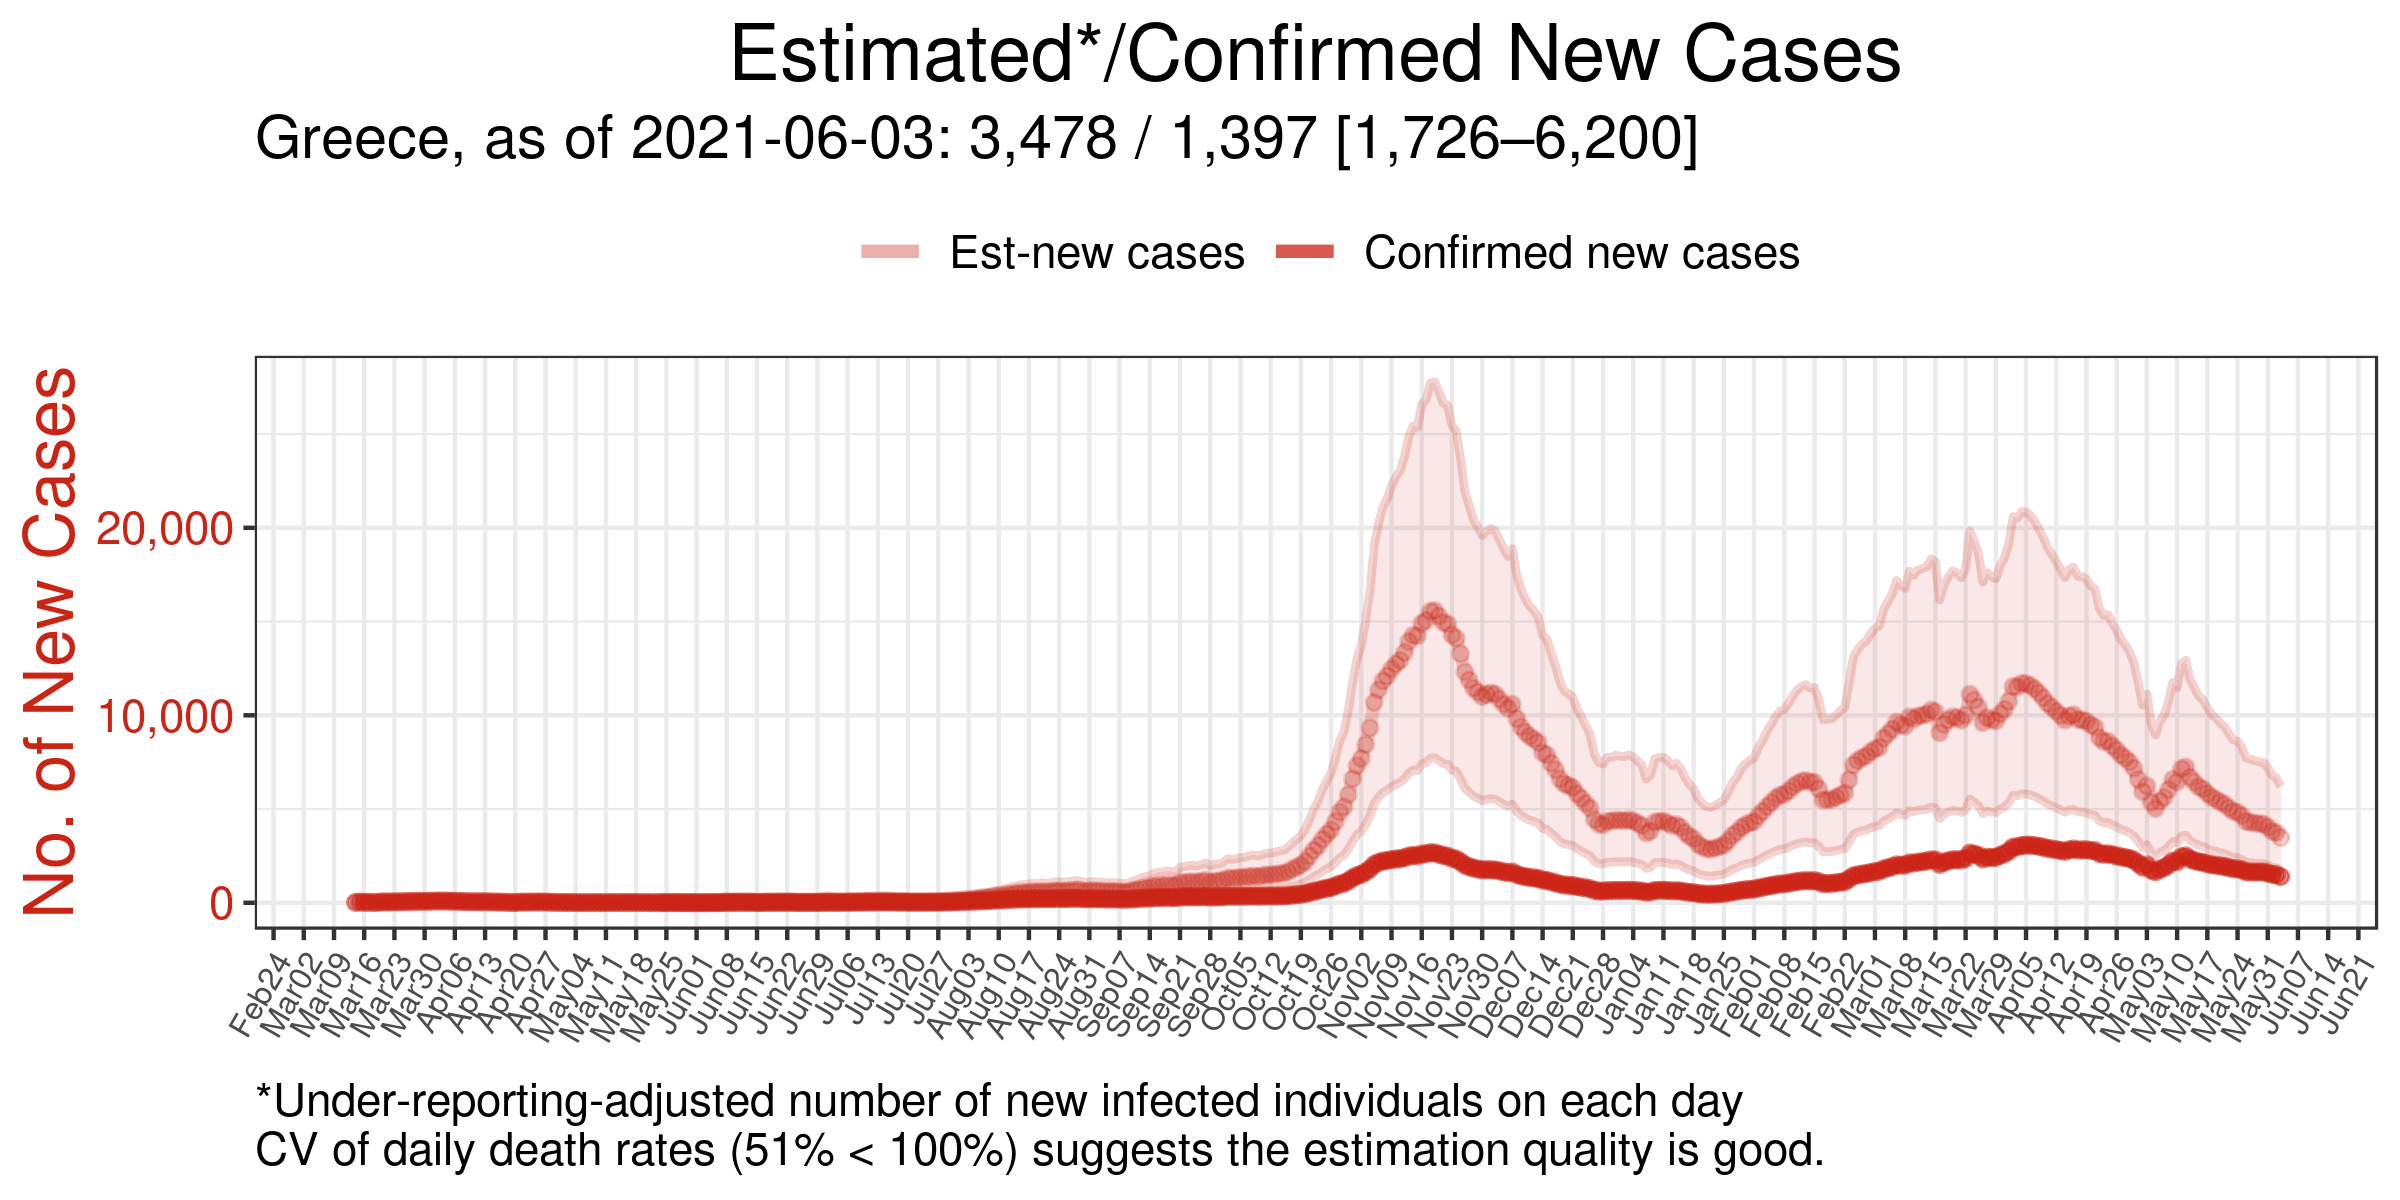 Estimated*/Confirmed New Cases
Greece, as of 2021-06-03: 3,478 / 1,397 [1,726–6,200]
Est-new cases Confirmed new cases
No. of New Cases
20,000
10,000
0
Feb24 Mar02 Mar09 Mar16 Mar23 Mar30 Apr06 Apr13 Apr20 Apr27 May04 May11 May18 May25 Jun01 Jun08 Jun15 Jun22 Jun29 Jul06 Jul13 Jul20 Jul27 Aug03 Aug10 Aug17 Aug24 Aug31 Sep07 Sep14 Sep21 Sep28 Oct05 Oct12 Oct19 Oct26 Nov02 Nov09 Nov16 Nov23 Nov30 Dec07 Dec14 Dec21 Dec28 Jan04 Jan11 Jan18 Jan25 Feb01 Feb08 Feb15 Feb22 Mar01 Mar08 Mar15 Mar22 Mar29 Apr05 Apr12 Apr19 Apr26 May03 May10 May17 May24 May31 Jun07 Jun14 Jun21
*Under-reporting-adjusted number of new infected individuals on each day
CV of daily death rates (51% < 100%) suggests the estimation quality is good.